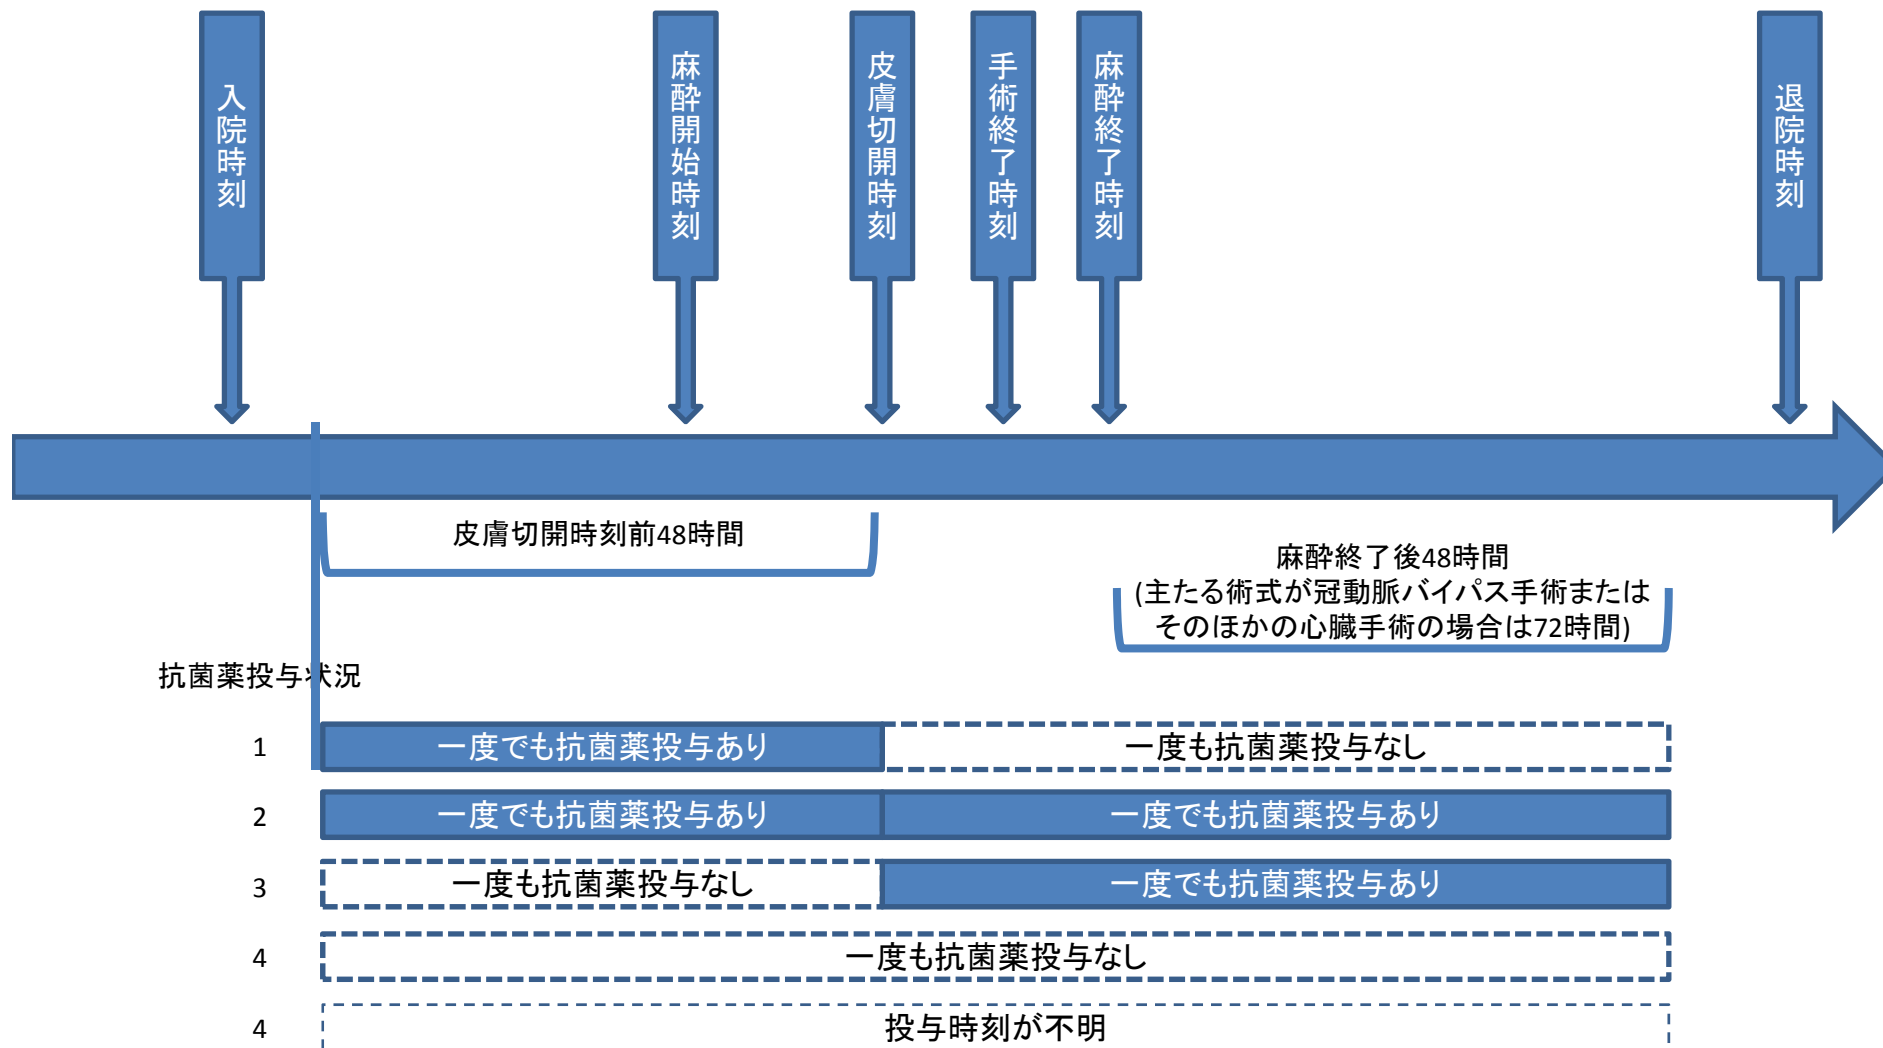 入院時刻
麻酔開始時刻
皮膚切開時刻
手術終了時刻
麻酔終了時刻
退院時刻
皮膚切開時刻前48時間
麻酔終了後48時間
(主たる術式が冠動脈バイパス手術または
そのほかの心臓手術の場合は72時間)
抗菌薬投与状況
1 一度でも抗菌薬投与あり 一度も抗菌薬投与なし
2 一度でも抗菌薬投与あり 一度でも抗菌薬投与あり
3 一度も抗菌薬投与なし 一度でも抗菌薬投与あり
4 一度も抗菌薬投与なし
4 投与時刻が不明